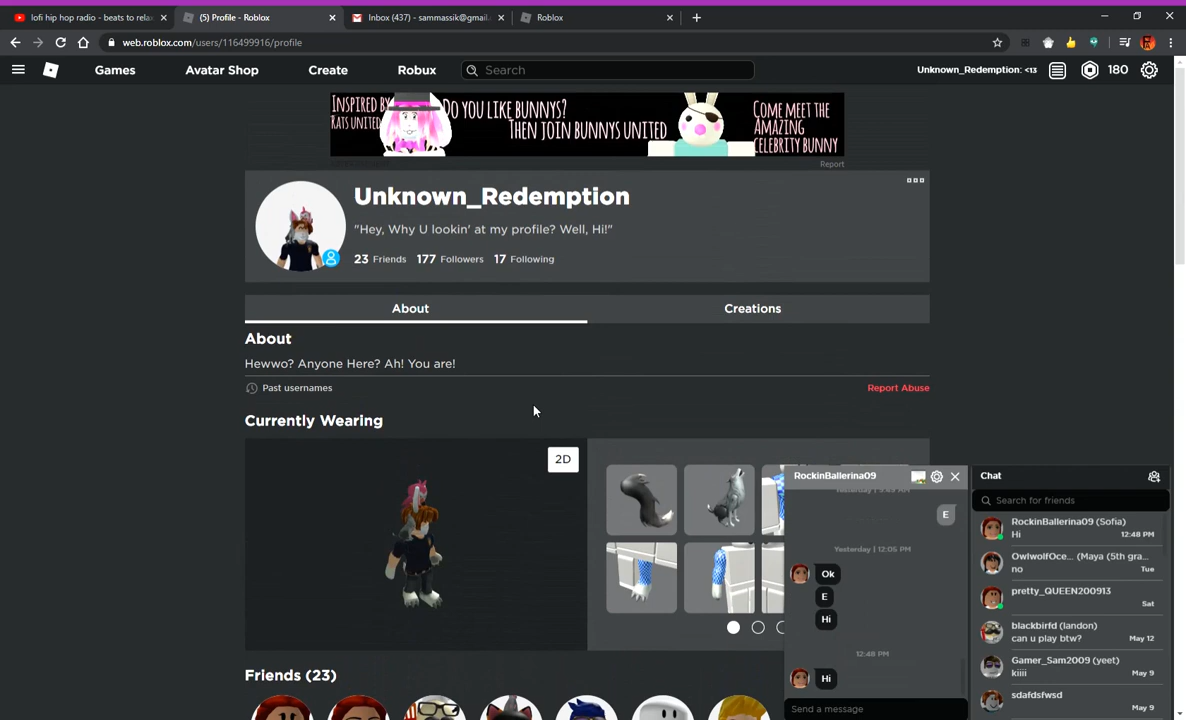 lofi hip hop radio - beats to rela
(5) Profile - Roblox
Inbox (437) - sammassik@gmail.
Roblox
web.roblox.com/users/116499916/profile
Games
Avatar Shop
Create
Robux
Search
Unknown_Redemption: <13
180
INSPIRED BY
RATS UNITED
DO YOU LIKE BUNNYS?
THEN JOIN BUNNYS UNITED
COME MEET THE
AMAZING
CELEBRITY BUNNY
Report
Unknown_Redemption
"Hey, Why U lookin' at my profile? Well, Hi!"
23 Friends 177 Followers 17 Following
About
Creations
About
Hewwo? Anyone Here? Ah! You are!
Past usernames
Report Abuse
Currently Wearing
2D
Friends (23)
RockinBallerina09
E
Yesterday | 12:05 PM
Ok
E
Hi
12:48 PM
Hi
Send a message
Chat
Search for friends
RockinBallerina09 (Sofia)
Hi
12:48 PM
OwlwolfOce... (Maya (5th gra...
no
Tue
pretty_QUEEN200913
Sat
blackbirfd (landon)
can u play btw?
May 12
Gamer_Sam2009 (yeet)
kiiii
May 9
sdafdsfwsd
May 9